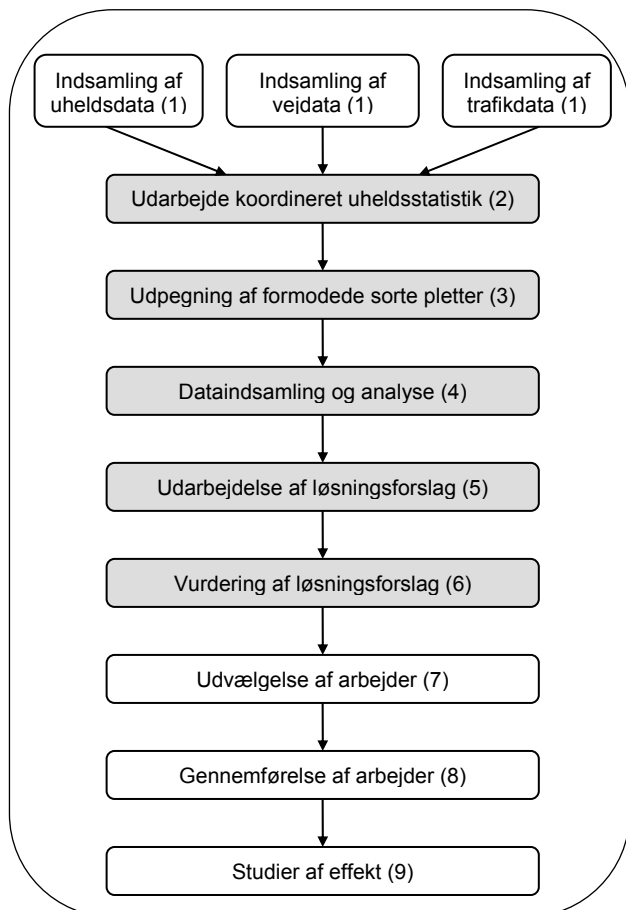 Indsamling af
uheldsdata (1)
Indsamling af
vejdata (1)
Indsamling af
trafikdata (1)
Udarbejde koordineret uheldsstatistik (2)
Udpegning af formodede sorte pletter (3)
Dataindsamling og analyse (4)
Udarbejdelse af løsningsforslag (5)
Vurdering af løsningsforslag (6)
Udvælgelse af arbejder (7)
Gennemførelse af arbejder (8)
Studier af effekt (9)